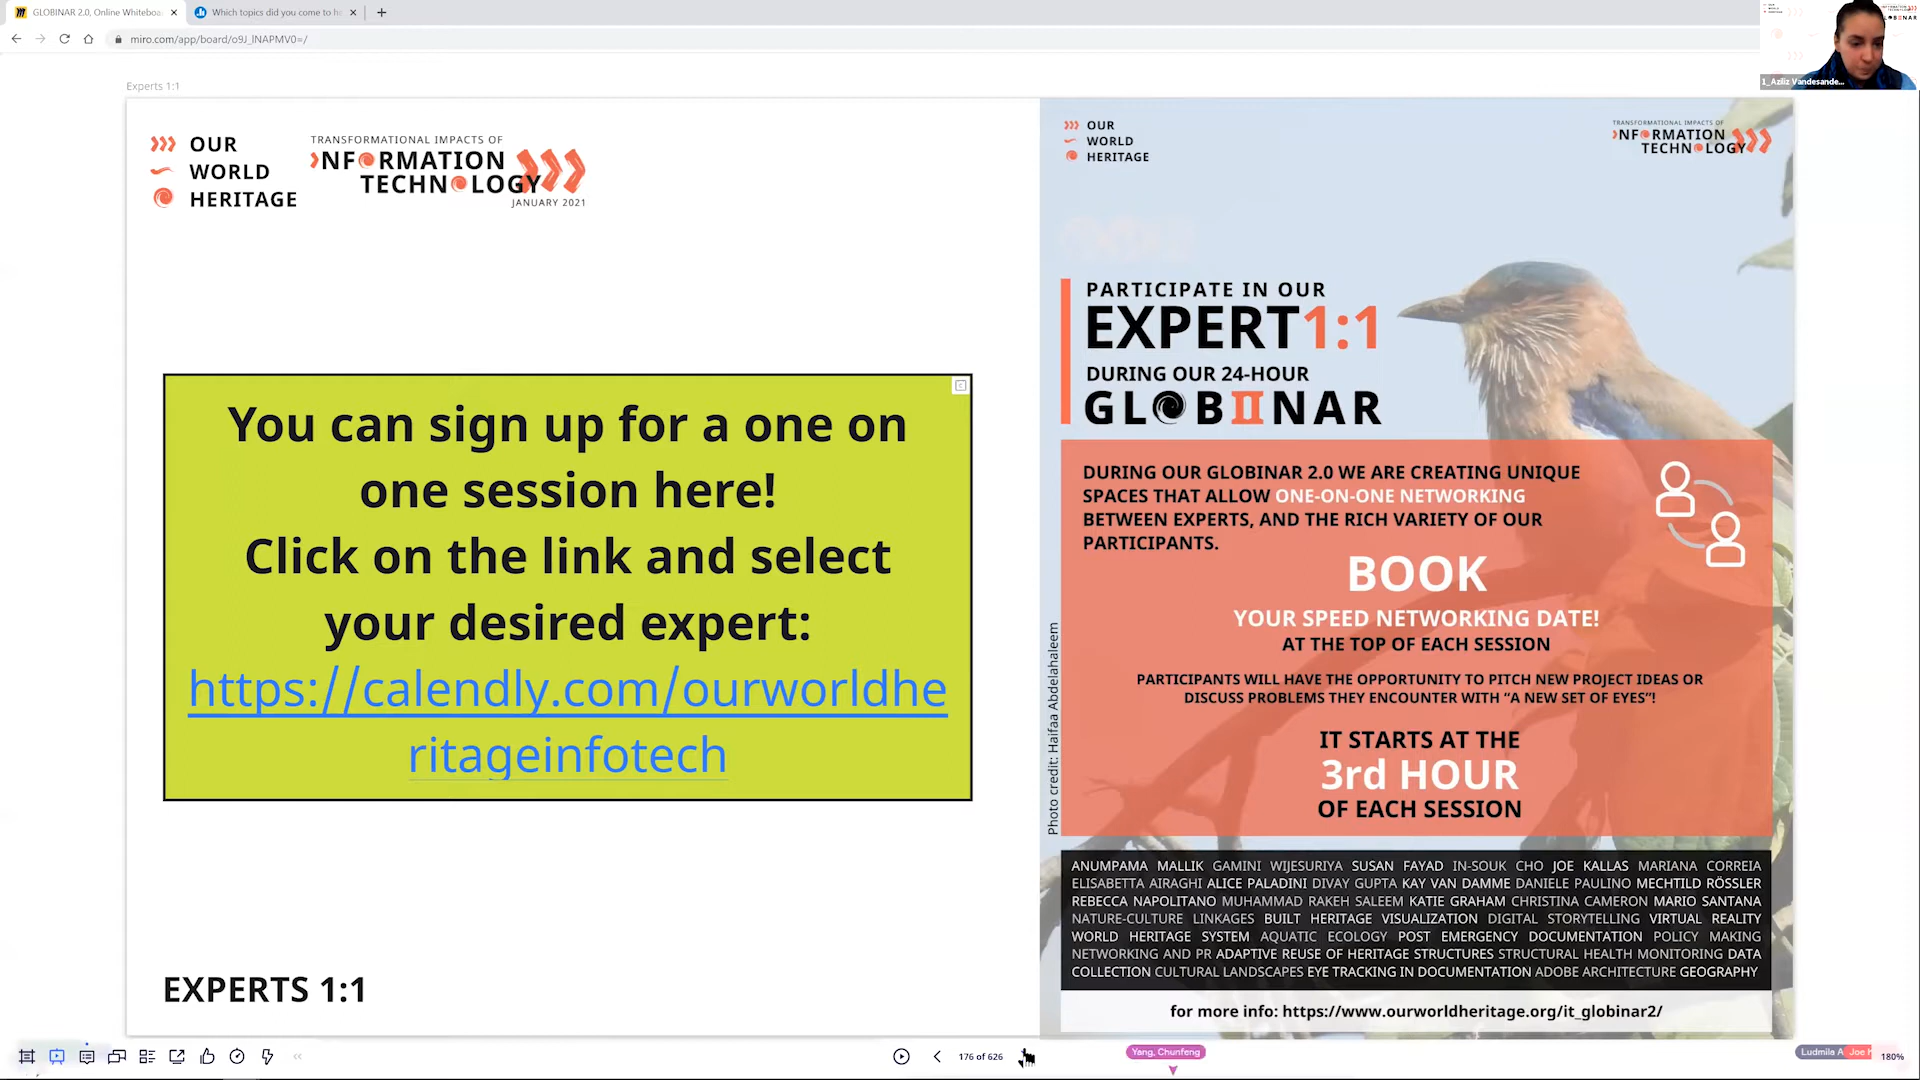 GLOBINAR 2.0, Online Whiteboa
Which topics did you come to h
miro.com/app/board/o9J_lNAPMV0=/
1_Aziliz Vandesande...
Experts 1:1
OUR
WORLD
HERITAGE
TRANSFORMATIONAL IMPACTS OF
INFORMATION
TECHNOLOGY
JANUARY 2021
You can sign up for a one on
one session here!
Click on the link and select
your desired expert:
https://calendly.com/ourworldhe
ritageinfotech
EXPERTS 1:1
OUR
WORLD
HERITAGE
TRANSFORMATIONAL IMPACTS OF
INFORMATION
TECHNOLOGY
PARTICIPATE IN OUR
EXPERT1:1
DURING OUR 24-HOUR
GLOBIINAR
DURING OUR GLOBINAR 2.0 WE ARE CREATING UNIQUE
SPACES THAT ALLOW ONE-ON-ONE NETWORKING
BETWEEN EXPERTS, AND THE RICH VARIETY OF OUR
PARTICIPANTS.
BOOK
YOUR SPEED NETWORKING DATE!
AT THE TOP OF EACH SESSION
PARTICIPANTS WILL HAVE THE OPPORTUNITY TO PITCH NEW PROJECT IDEAS OR
DISCUSS PROBLEMS THEY ENCOUNTER WITH “A NEW SET OF EYES”!
IT STARTS AT THE
3rd HOUR
OF EACH SESSION
Photo credit: Haifaa Abdelahaleem
ANUMPAMA MALLIK GAMINI WIJESURIYA SUSAN FAYAD IN-SOUK CHO JOE KALLAS MARIANA CORREIA
ELISABETTA AIRAGHI ALICE PALADINI DIVAY GUPTA KAY VAN DAMME DANIELE PAULINO MECHTILD RÖSSLER
REBECCA NAPOLITANO MUHAMMAD RAKEH SALEEM KATIE GRAHAM CHRISTINA CAMERON MARIO SANTANA
NATURE-CULTURE LINKAGES BUILT HERITAGE VISUALIZATION DIGITAL STORYTELLING VIRTUAL REALITY
WORLD HERITAGE SYSTEM AQUATIC ECOLOGY POST EMERGENCY DOCUMENTATION POLICY MAKING
NETWORKING AND PR ADAPTIVE REUSE OF HERITAGE STRUCTURES STRUCTURAL HEALTH MONITORING DATA
COLLECTION CULTURAL LANDSCAPES EYE TRACKING IN DOCUMENTATION ADOBE ARCHITECTURE GEOGRAPHY
for more info: https://www.ourworldheritage.org/it_globinar2/
176 of 626
Yang, Chunfeng
Ludmila A
Joe
180%